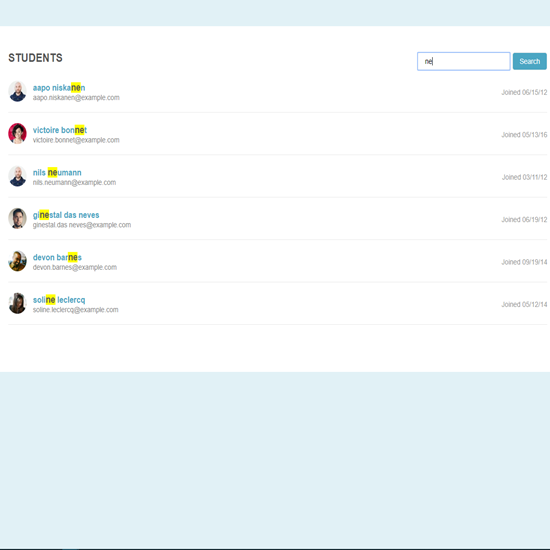 STUDENTS
ne
Search
aapo niskanen
aapo.niskanen@example.com
Joined 06/15/12
victoire bonnet
victoire.bonnet@example.com
Joined 05/13/16
nils neumann
nils.neumann@example.com
Joined 03/11/12
ginestal das neves
ginestal.das neves@example.com
Joined 06/19/12
devon barnes
devon.barnes@example.com
Joined 09/19/14
soline leclercq
soline.leclercq@example.com
Joined 05/12/14